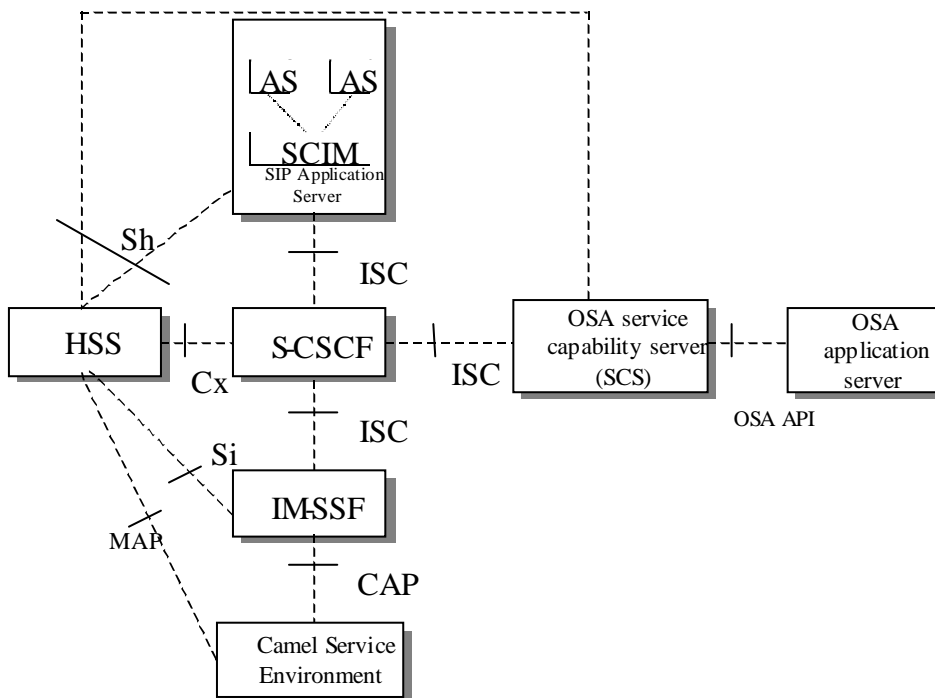 AS AS
SCIM
SIP Application
Server
Sh
ISC
HSS
S-CSCF
OSA service
capability server
(SCS)
OSA
application
server
Cx
ISC
ISC
OSA API
Si
IM-SSF
MAP
CAP
Camel Service
Environment